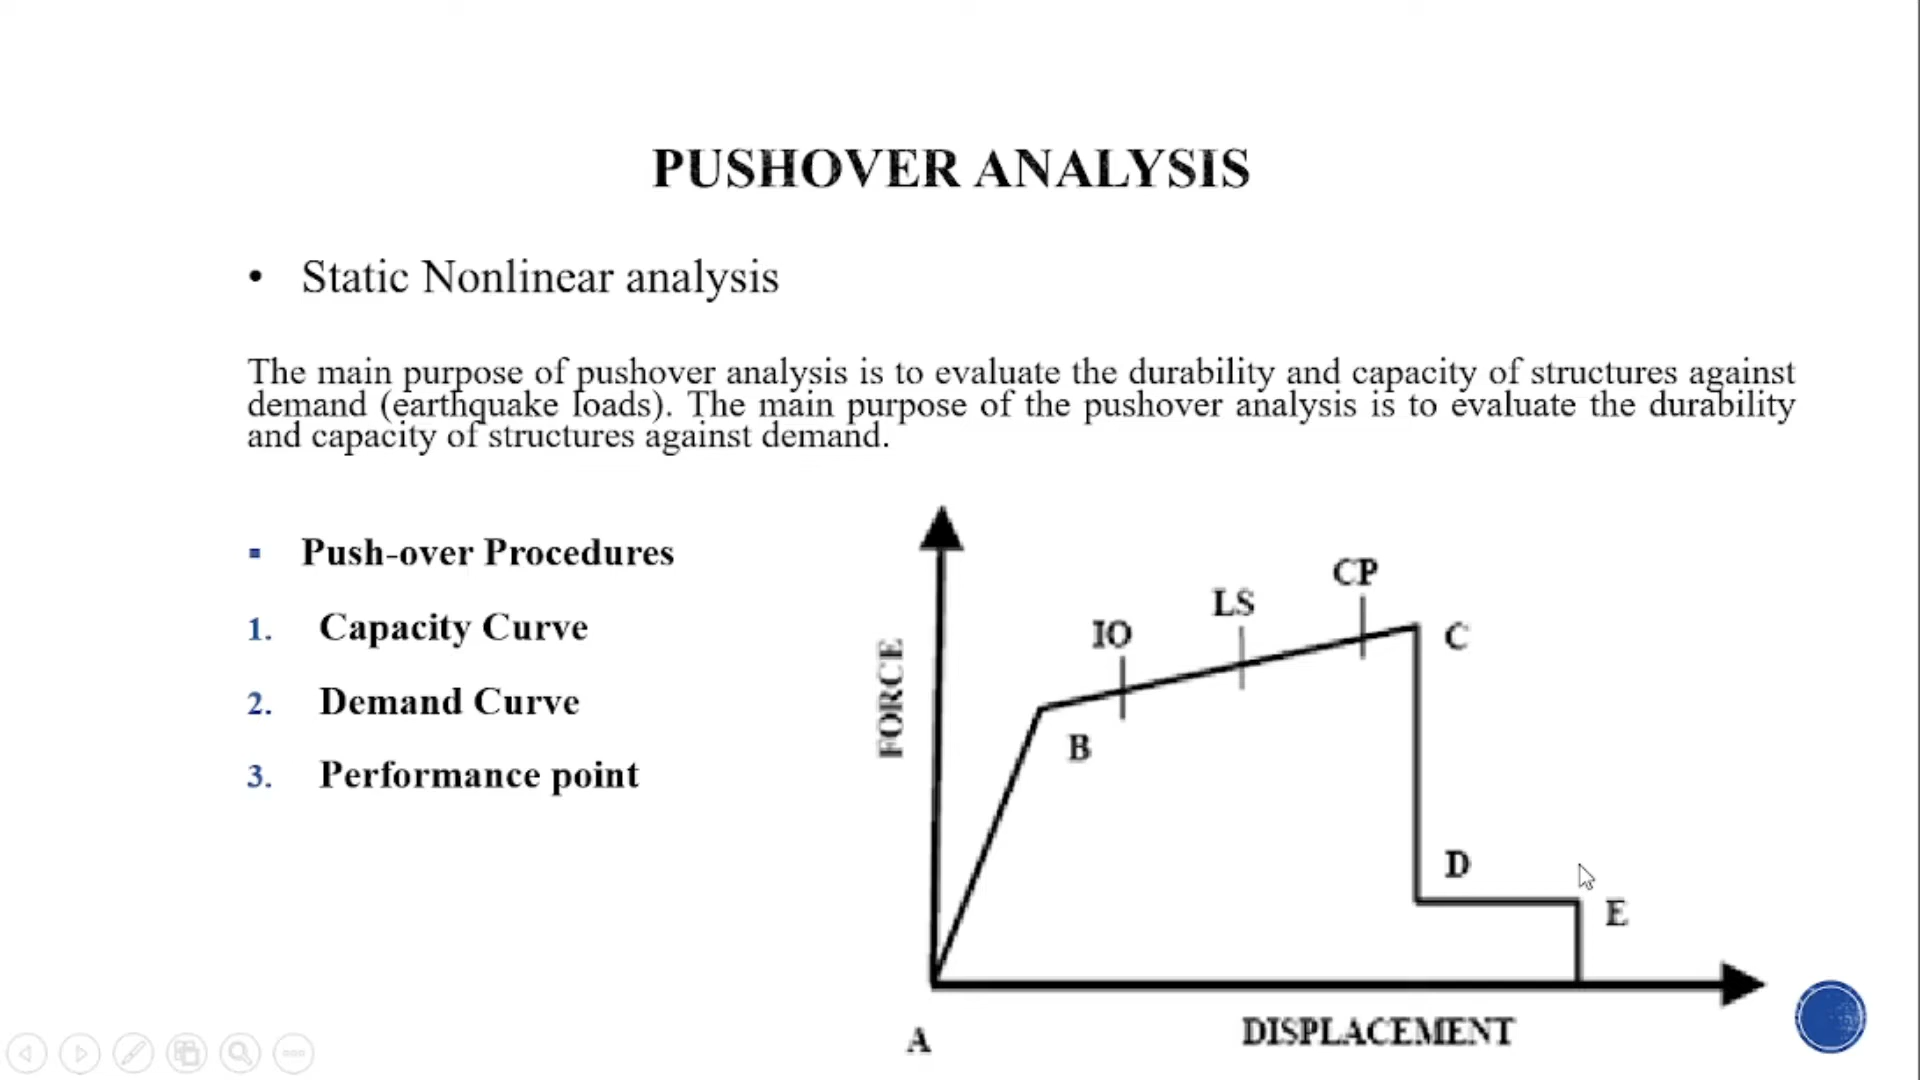 PUSHOVER ANALYSIS
• Static Nonlinear analysis
The main purpose of pushover analysis is to evaluate the durability and capacity of structures against
demand (earthquake loads). The main purpose of the pushover analysis is to evaluate the durability
and capacity of structures against demand.
▪ Push-over Procedures
1. Capacity Curve
2. Demand Curve
3. Performance point
FORCE
IO
LS
CP
B
C
D
E
A
DISPLACEMENT